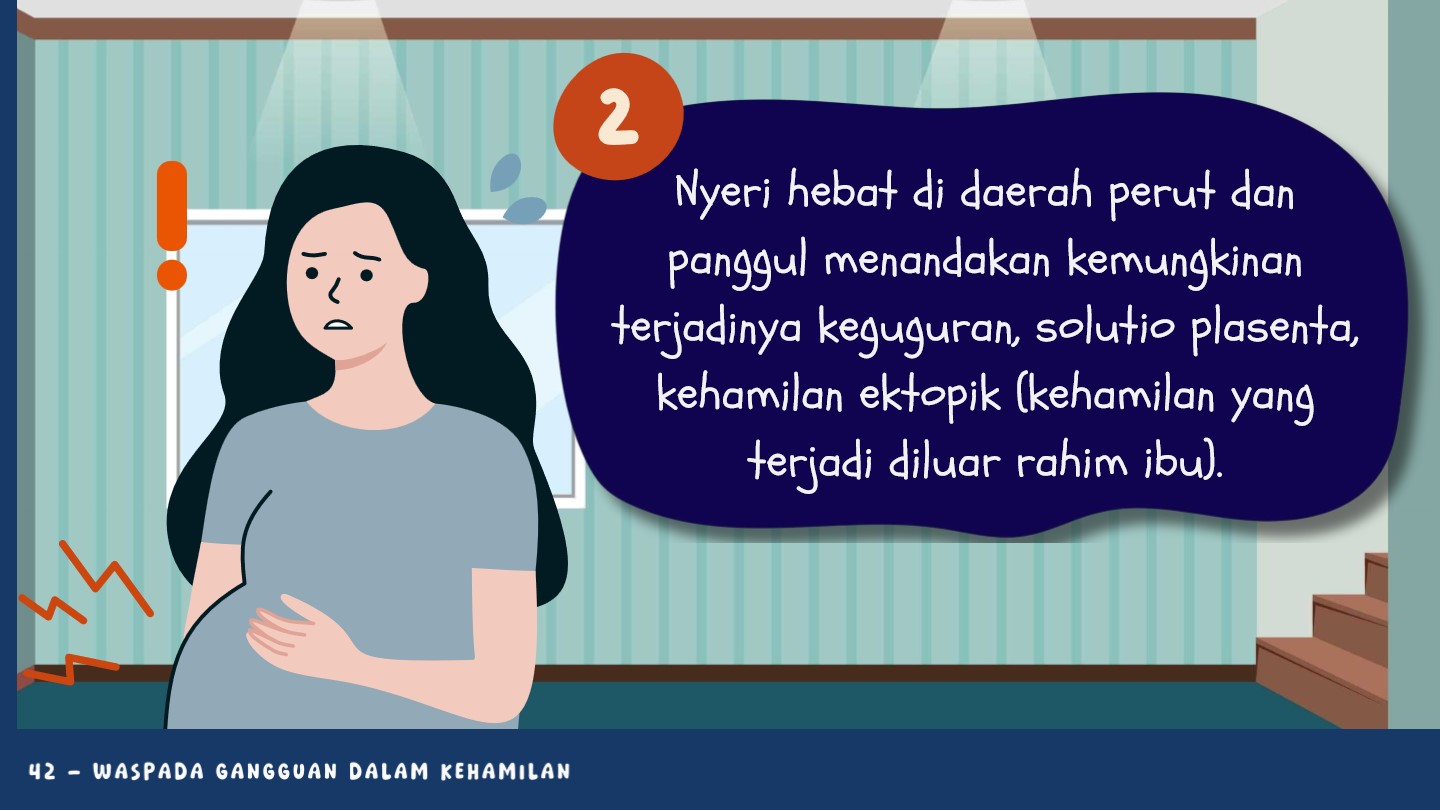 2
Nyeri hebat di daerah perut dan
panggul menandakan kemungkinan
terjadinya keguguran, solutio plasenta,
kehamilan ektopik (kehamilan yang
terjadi diluar rahim ibu).
42 - WASPADA GANGGUAN DALAM KEHAMILAN